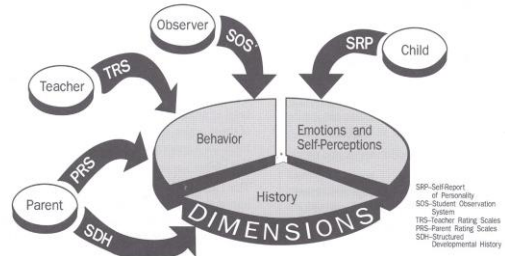 Observer
SOS
SRP
Child
Teacher
TRS
Behavior
Emotions and
Self-Perceptions
PRS
Parent
History
SDH
DIMENSIONS
SRP–Self-Report
of Personality
SOS–Student Observation
System
TRS–Teacher Rating Scales
PRS–Parent Rating Scales
SDH–Structured
Developmental History